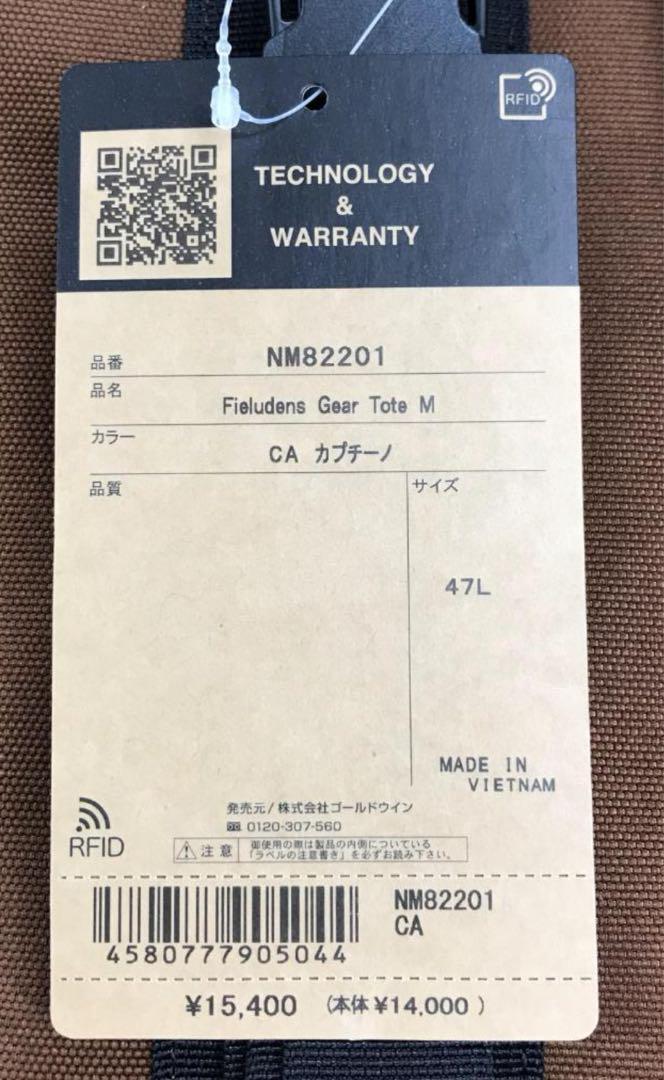 RFID
TECHNOLOGY
&
WARRANTY
品番 NM82201
品名 Fieludens Gear Tote M
カラー CA カプチーノ
品質 サイズ
47L
MADE IN
VIETNAM
発売元/株式会社ゴールドウイン
0120-307-560
RFID
注意 御使用の際は製品の内側についている
「ラベルの注意書き」を必ずお読み下さい。
NM82201
CA
4580777905044
¥15,400 (本体¥14,000)